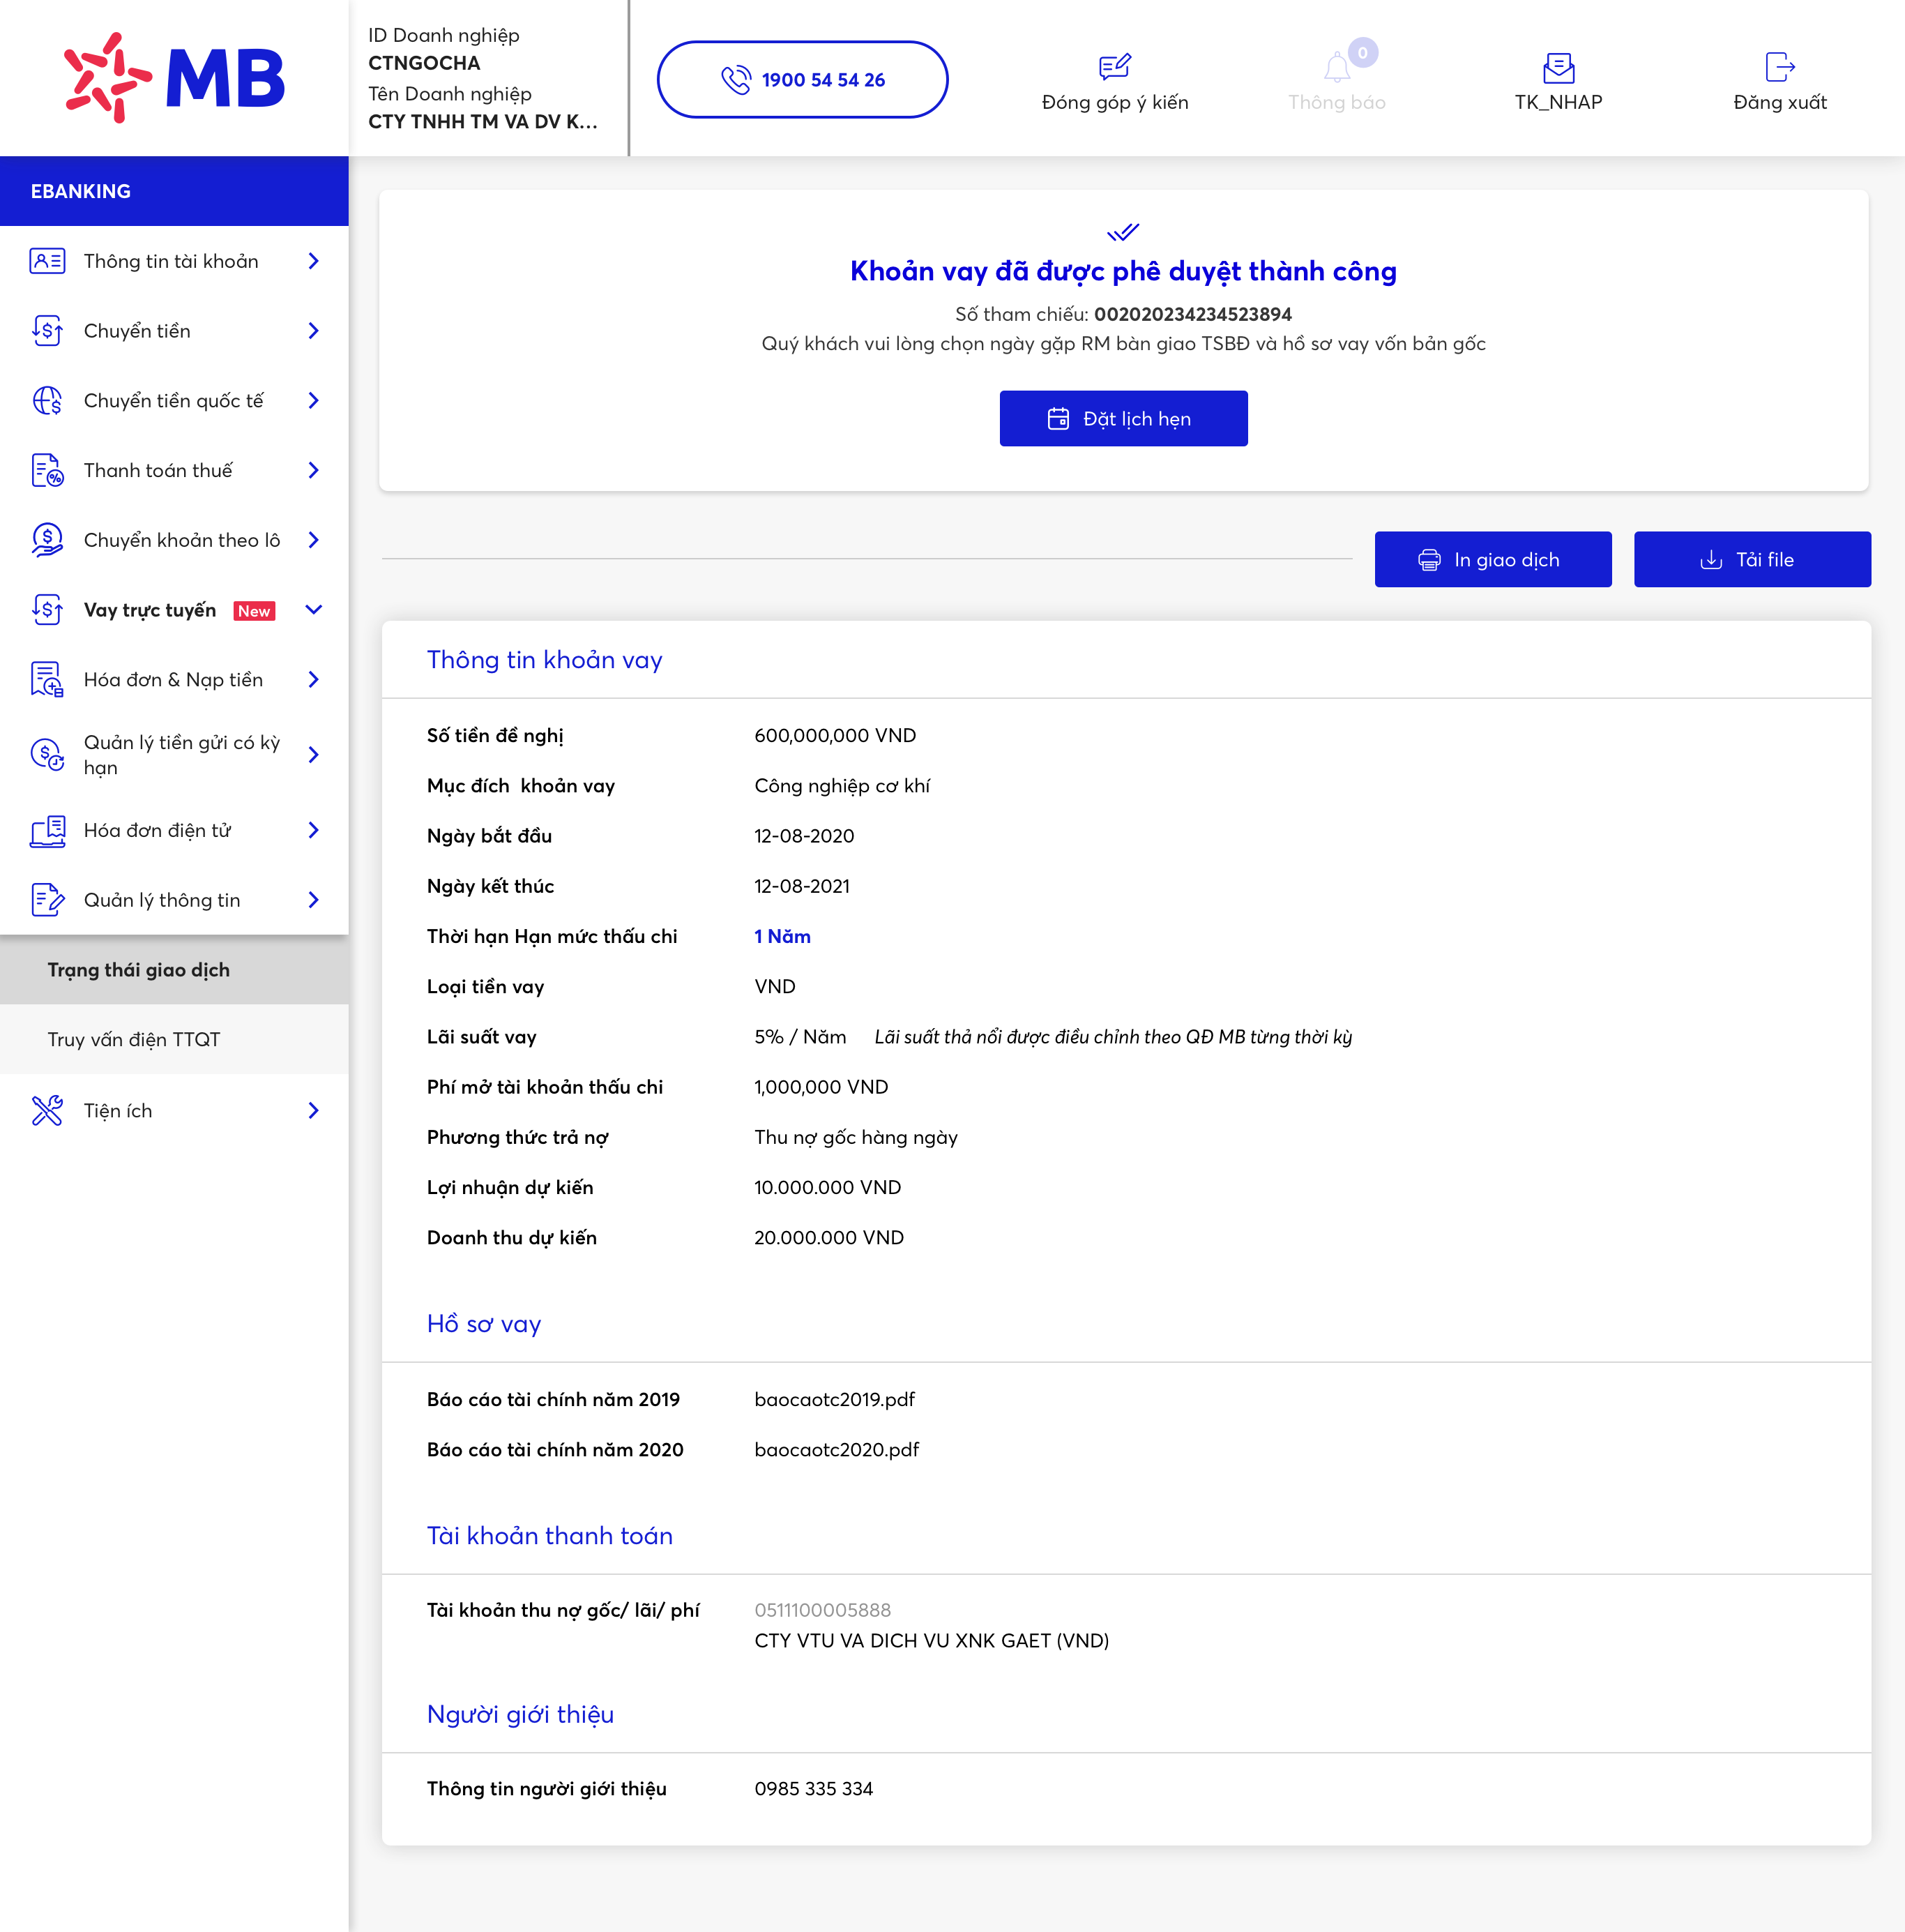 MB
ID Doanh nghiệp
CTNGOCHA
Tên Doanh nghiệp
CTY TNHH TM VA DV K...
1900 54 54 26
Đóng góp ý kiến
0
Thông báo
TK_NHAP
Đăng xuất
EBANKING
Thông tin tài khoản
Chuyển tiền
Chuyển tiền quốc tế
Thanh toán thuế
Chuyển khoản theo lô
Vay trực tuyến New
Hóa đơn & Nạp tiền
Quản lý tiền gửi có kỳ
hạn
Hóa đơn điện tử
Quản lý thông tin
Trạng thái giao dịch
Truy vấn điện TTQT
Tiện ích
Khoản vay đã được phê duyệt thành công
Số tham chiếu: 002020234234523894
Quý khách vui lòng chọn ngày gặp RM bàn giao TSBĐ và hồ sơ vay vốn bản gốc
Đặt lịch hẹn
In giao dịch
Tải file
Thông tin khoản vay
Số tiền đề nghị 600,000,000 VND
Mục đích  khoản vay Công nghiệp cơ khí
Ngày bắt đầu 12-08-2020
Ngày kết thúc 12-08-2021
Thời hạn Hạn mức thấu chi 1 Năm
Loại tiền vay VND
Lãi suất vay 5% / Năm Lãi suất thả nổi được điều chỉnh theo QĐ MB từng thời kỳ
Phí mở tài khoản thấu chi 1,000,000 VND
Phương thức trả nợ Thu nợ gốc hàng ngày
Lợi nhuận dự kiến 10.000.000 VND
Doanh thu dự kiến 20.000.000 VND
Hồ sơ vay
Báo cáo tài chính năm 2019 baocaotc2019.pdf
Báo cáo tài chính năm 2020 baocaotc2020.pdf
Tài khoản thanh toán
Tài khoản thu nợ gốc/ lãi/ phí 0511100005888
CTY VTU VA DICH VU XNK GAET (VND)
Người giới thiệu
Thông tin người giới thiệu 0985 335 334